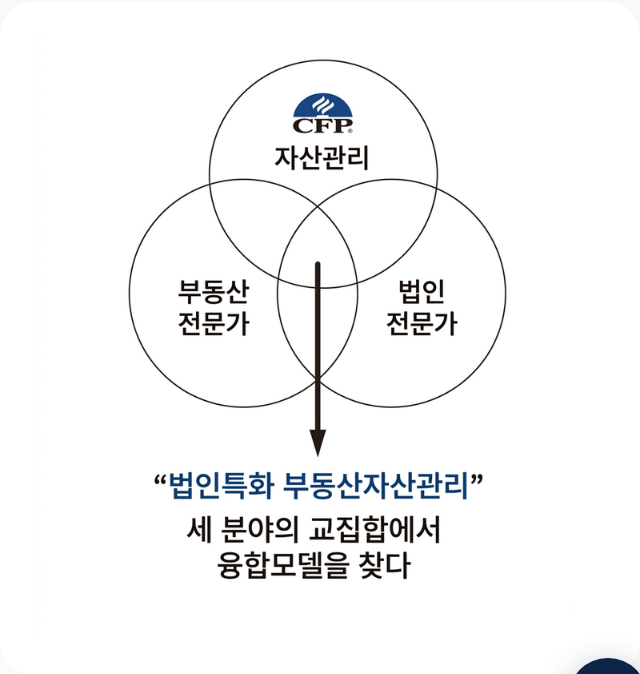 CFP®
자산관리
부동산
전문가
법인
전문가
“법인특화 부동산자산관리”
세 분야의 교집합에서
융합모델을 찾다